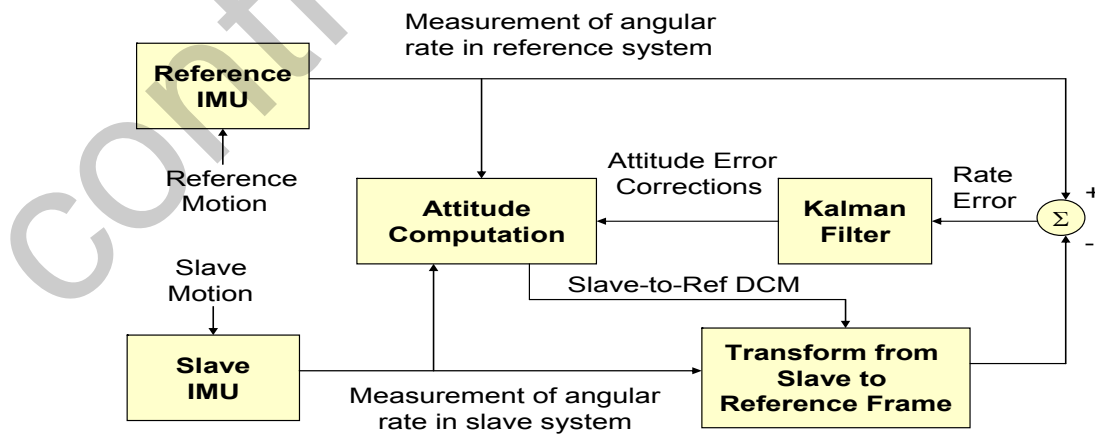 Measurement of angular
rate in reference system
Reference
IMU
Reference
Motion
Attitude Error
Corrections
Rate
Error
Attitude
Computation
Kalman
Filter
Σ
+
-
Slave
Motion
Slave-to-Ref DCM
Slave
IMU
Transform from
Slave to
Reference Frame
Measurement of angular
rate in slave system
conti